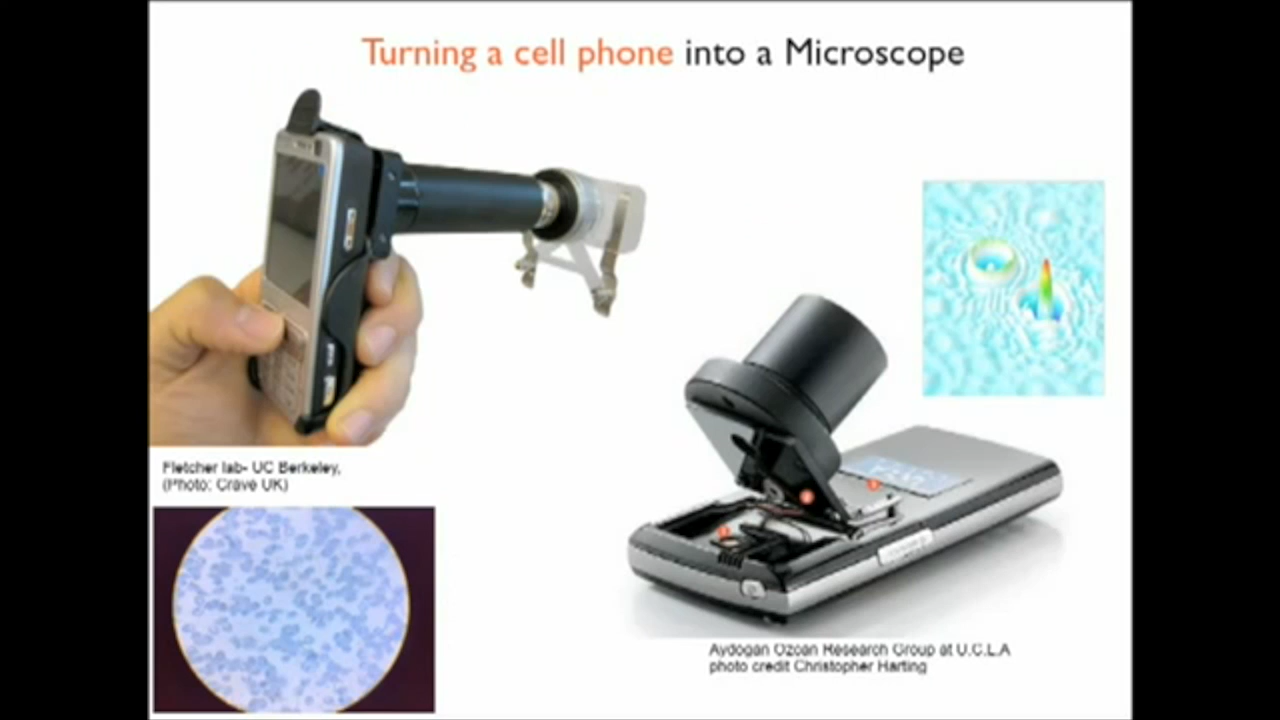 Turning a cell phone into a Microscope
Fletcher lab- UC Berkeley,
(Photo: Crave UK)
Aydogan Ozcan Research Group at U.C.L.A
photo credit Christopher Harting